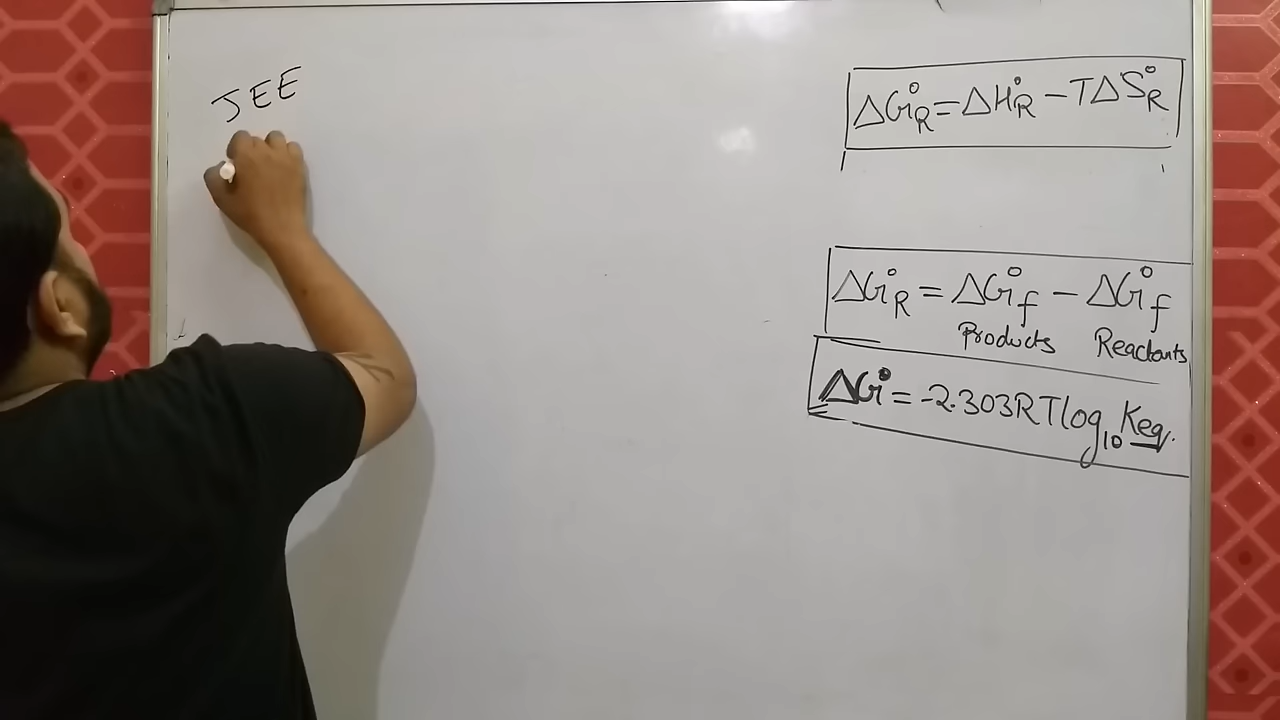 JEE
ΔG°R = ΔH°R - TΔS°R
ΔG°R = ΔG°f - ΔG°f
Products Reactants
ΔG° = -2.303RTlog10 Keq.